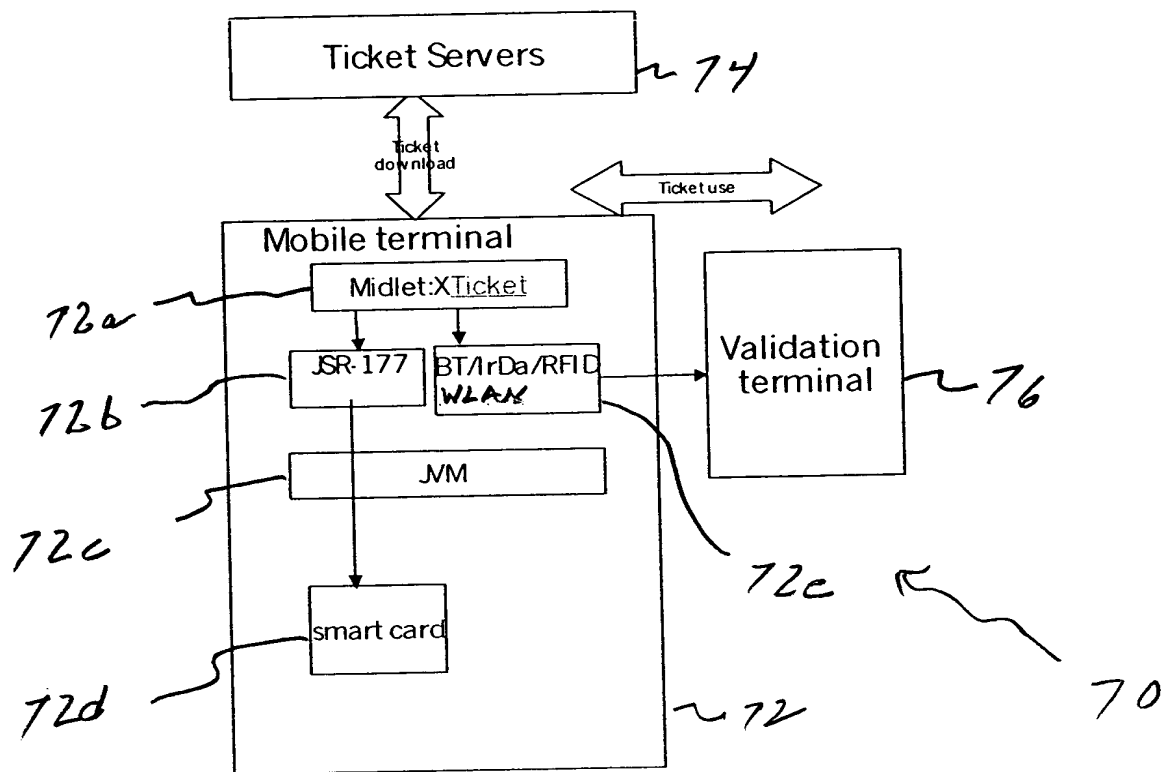 Ticket Servers
74
Ticket
download
Ticket use
Mobile terminal
Midlet:XTicket
72a
JSR-177
BT/IrDa/RFID
WLAN
72b
Validation
terminal
76
JVM
72c
72e
smart card
72d
72
70